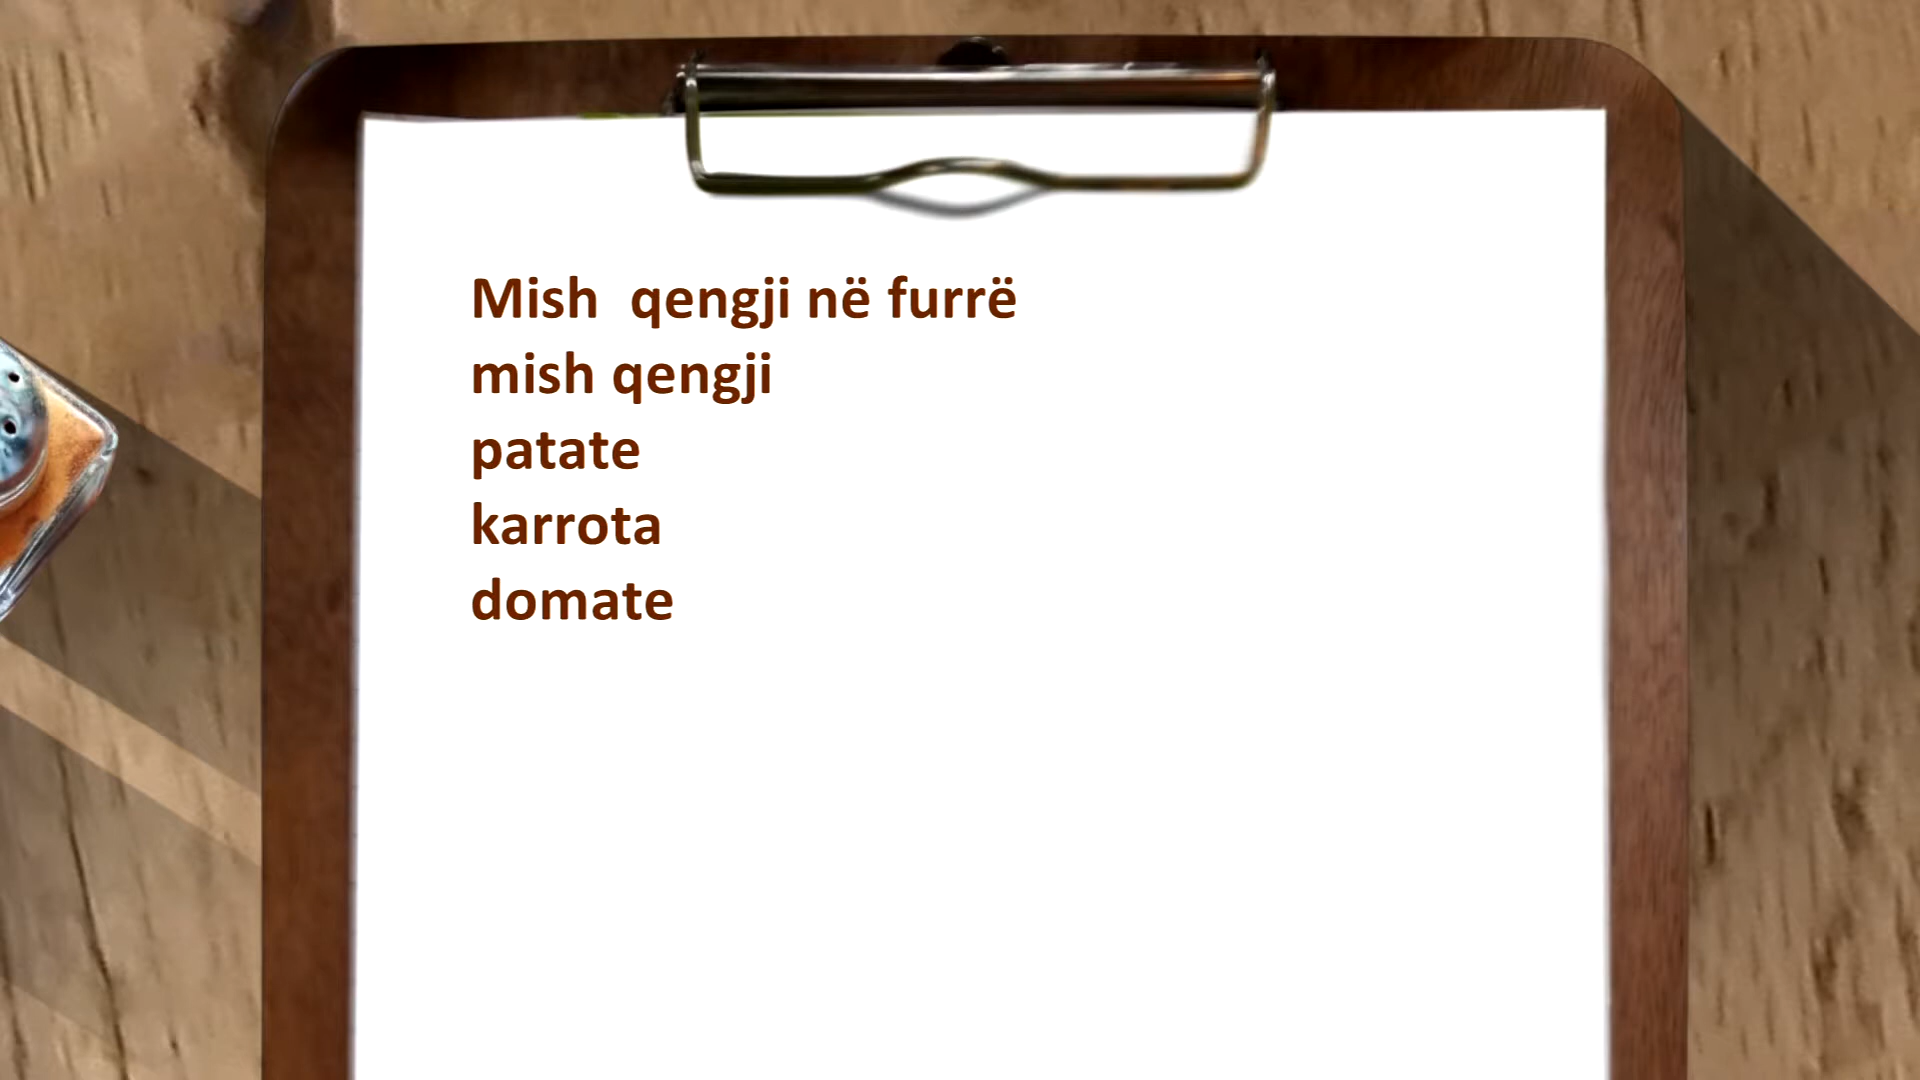 Mish  qengji në furrë
mish qengji
patate
karrota
domate